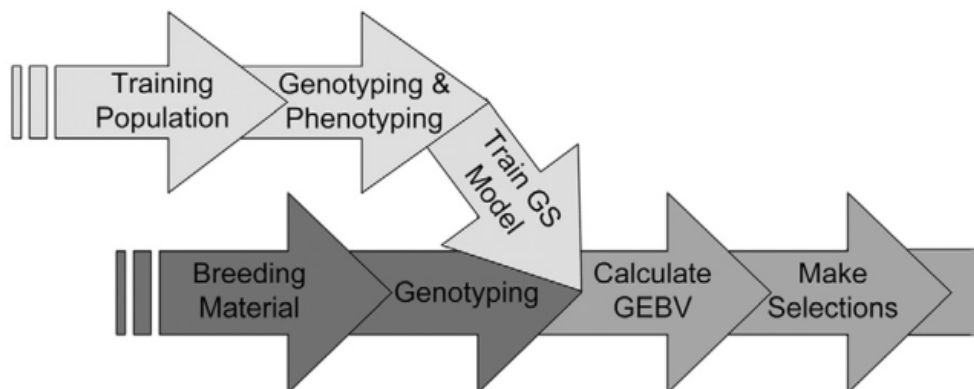 Training
Population
Genotyping &
Phenotyping
Train GS
Model
Breeding
Material
Genotyping
Calculate
GEBV
Make
Selections